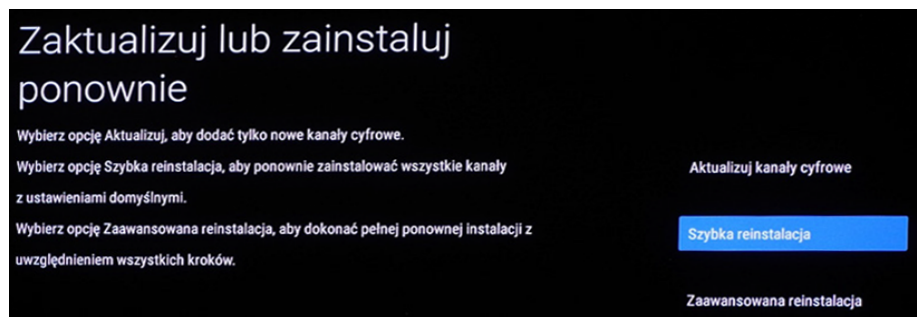 Zaktualizuj lub zainstaluj
ponownie
Wybierz opcję Aktualizuj, aby dodać tylko nowe kanały cyfrowe.
Wybierz opcję Szybka reinstalacja, aby ponownie zainstalować wszystkie kanały
z ustawieniami domyślnymi.
Wybierz opcję Zaawansowana reinstalacja, aby dokonać pełnej ponownej instalacji z
uwzględnieniem wszystkich kroków.
Aktualizuj kanały cyfrowe
Szybka reinstalacja
Zaawansowana reinstalacja